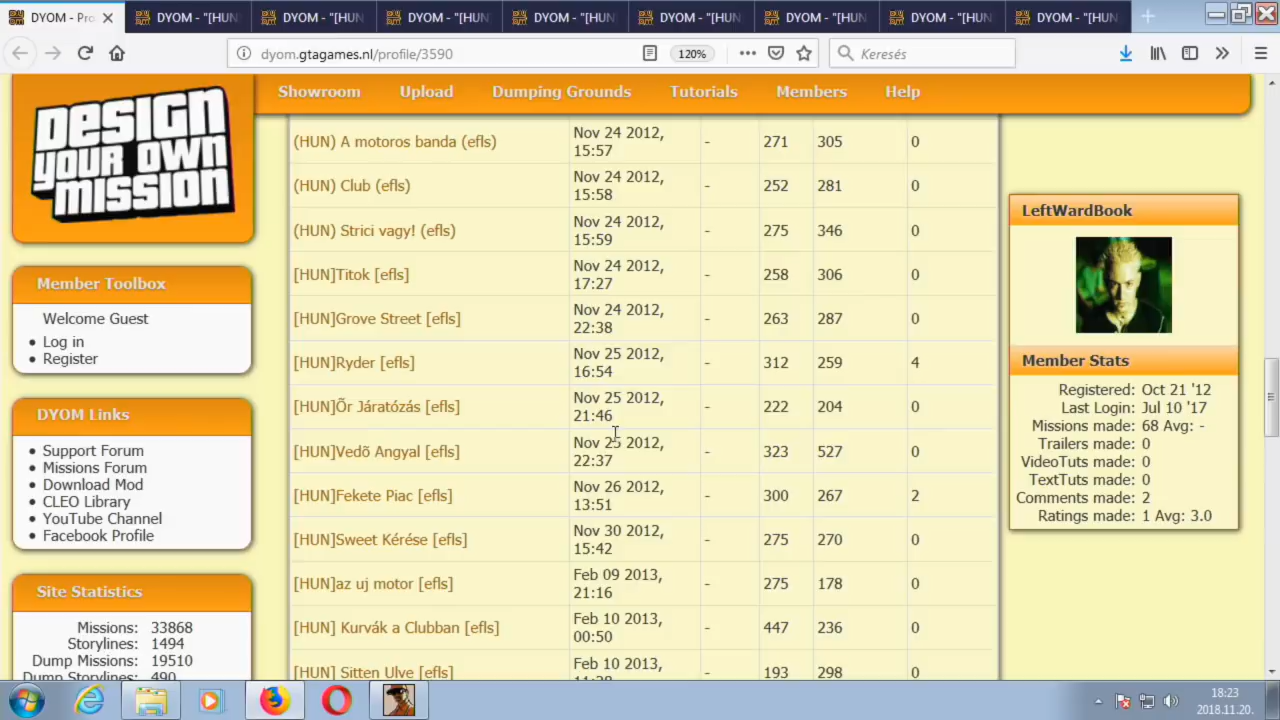 DYOM - Pro
DYOM - "[HUN
DYOM - "[HUN
DYOM - "[HUN
DYOM - "[HUN
DYOM - "[HUN
DYOM - "[HUN
DYOM - "[HUN
DYOM - "[HUN
dyom.gtagames.nl/profile/3590
120%
Keresés
DESIGN
YOUR OWN
MISSION
Showroom
Upload
Dumping Grounds
Tutorials
Members
Help
Member Toolbox
Welcome Guest
• Log in
• Register
DYOM Links
• Support Forum
• Missions Forum
• Download Mod
• CLEO Library
• YouTube Channel
• Facebook Profile
Site Statistics
Missions: 33868
Storylines: 1494
Dump Missions: 19510
Dump Storylines: 490
(HUN) A motoros banda (efls) Nov 24 2012, 15:57 - 271 305 0
(HUN) Club (efls) Nov 24 2012, 15:58 - 252 281 0
(HUN) Strici vagy! (efls) Nov 24 2012, 15:59 - 275 346 0
[HUN]Titok [efls] Nov 24 2012, 17:27 - 258 306 0
[HUN]Grove Street [efls] Nov 24 2012, 22:38 - 263 287 0
[HUN]Ryder [efls] Nov 25 2012, 16:54 - 312 259 4
[HUN]Õr Járatózás [efls] Nov 25 2012, 21:46 - 222 204 0
[HUN]Vedõ Angyal [efls] Nov 25 2012, 22:37 - 323 527 0
[HUN]Fekete Piac [efls] Nov 26 2012, 13:51 - 300 267 2
[HUN]Sweet Kérése [efls] Nov 30 2012, 15:42 - 275 270 0
[HUN]az uj motor [efls] Feb 09 2013, 21:16 - 275 178 0
[HUN] Kurvák a Clubban [efls] Feb 10 2013, 00:50 - 447 236 0
[HUN] Sitten Ulve [efls] Feb 10 2013, - 193 298 0
LeftWardBook
Member Stats
Registered: Oct 21 '12
Last Login: Jul 10 '17
Missions made: 68 Avg: -
Trailers made: 0
VideoTuts made: 0
TextTuts made: 0
Comments made: 2
Ratings made: 1 Avg: 3.0
18:23
2018.11.20.